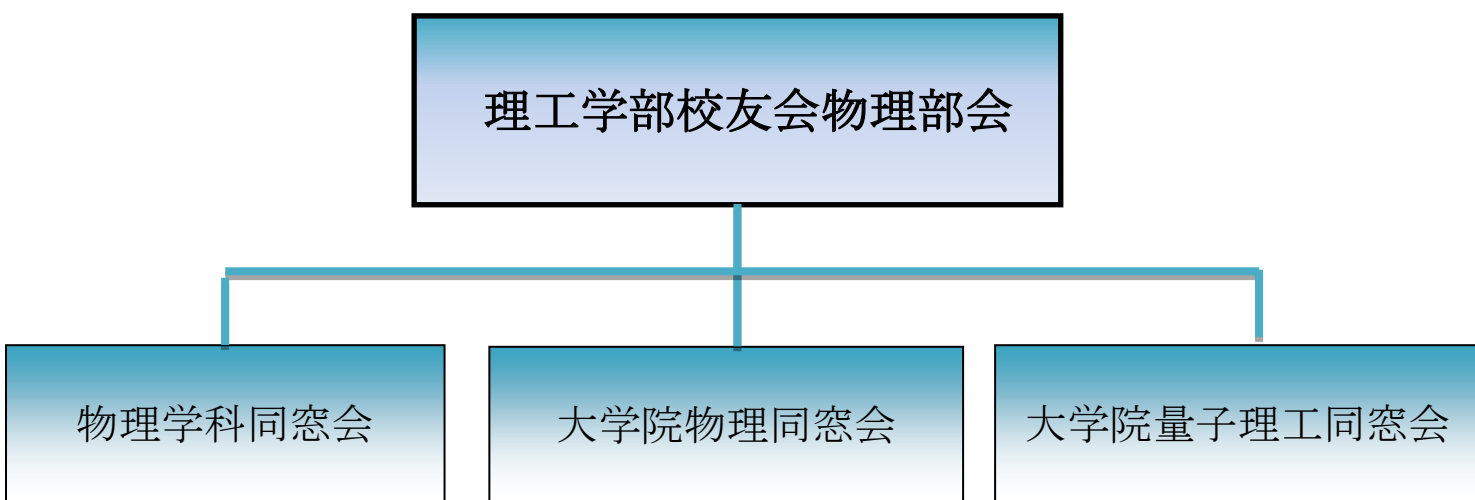 理工学部校友会物理部会
物理学科同窓会
大学院物理同窓会
大学院量子理工同窓会